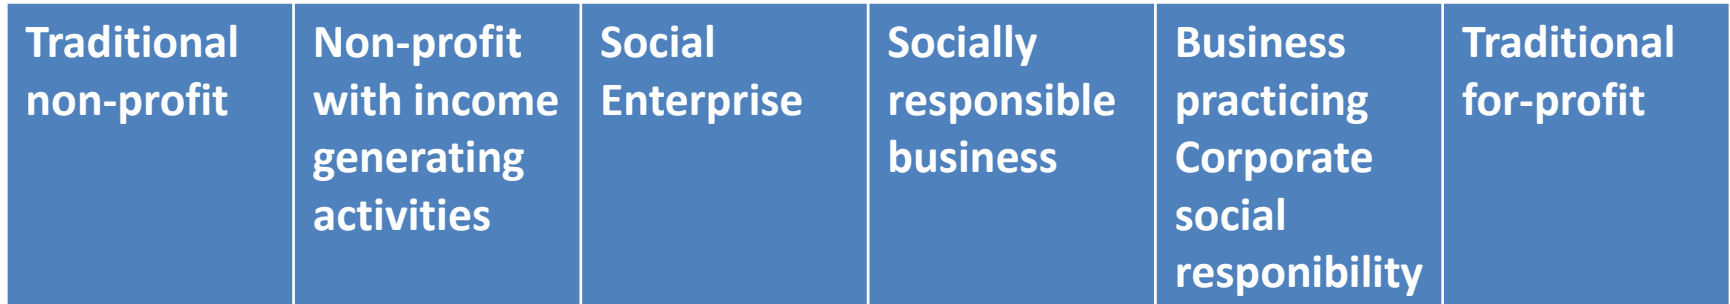 Traditional
non-profit
Non-profit
with income
generating
activities
Social
Enterprise
Socially
responsible
business
Business
practicing
Corporate
social
responibility
Traditional
for-profit